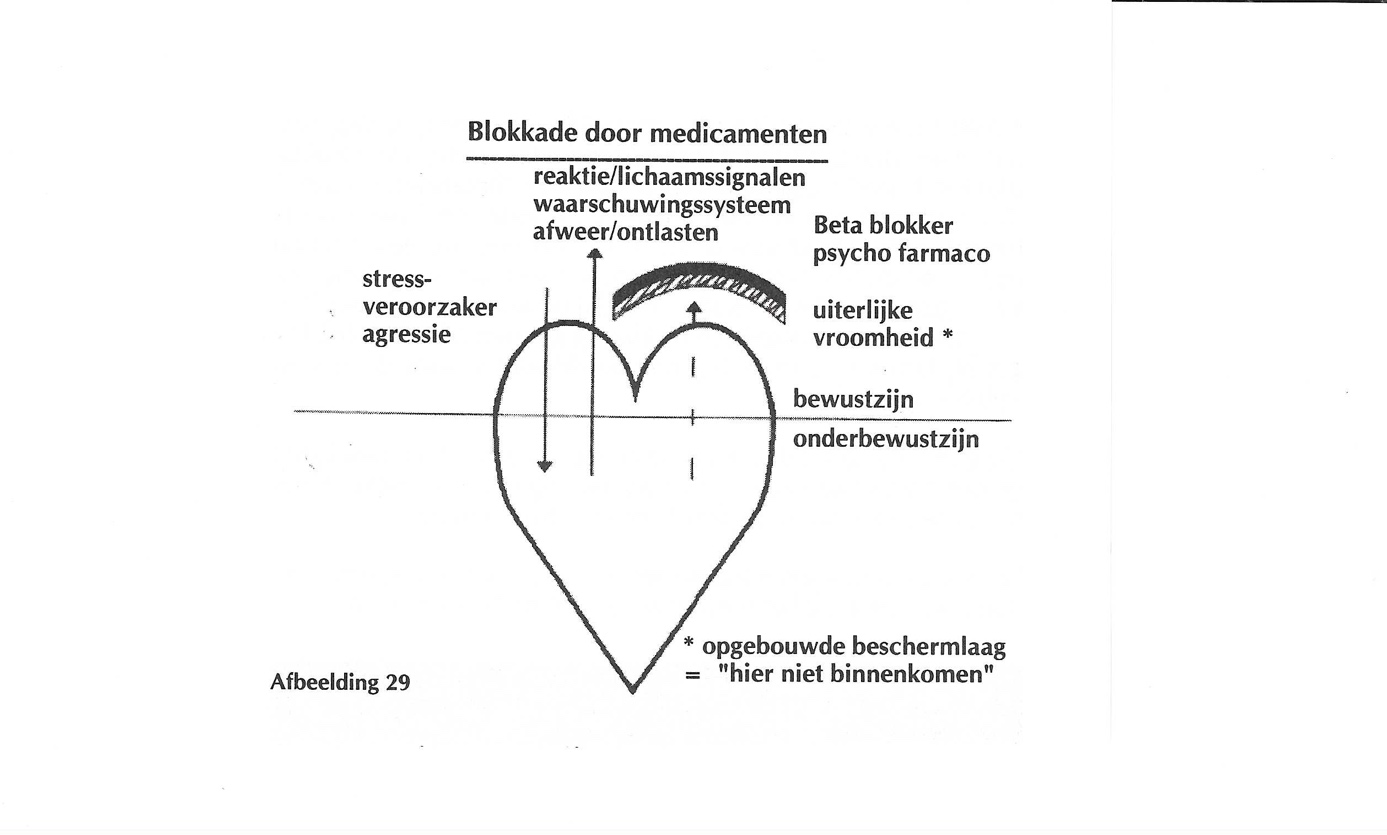 Blokkade door medicamenten
reaktie/lichaamssignalen
waarschuwingssysteem
afweer/ontlasten
Beta blokker
psycho farmaco
stress-
veroorzaker
agressie
uiterlijke
vroomheid *
bewustzijn
onderbewustzijn
* opgebouwde beschermlaag
= "hier niet binnenkomen"
Afbeelding 29